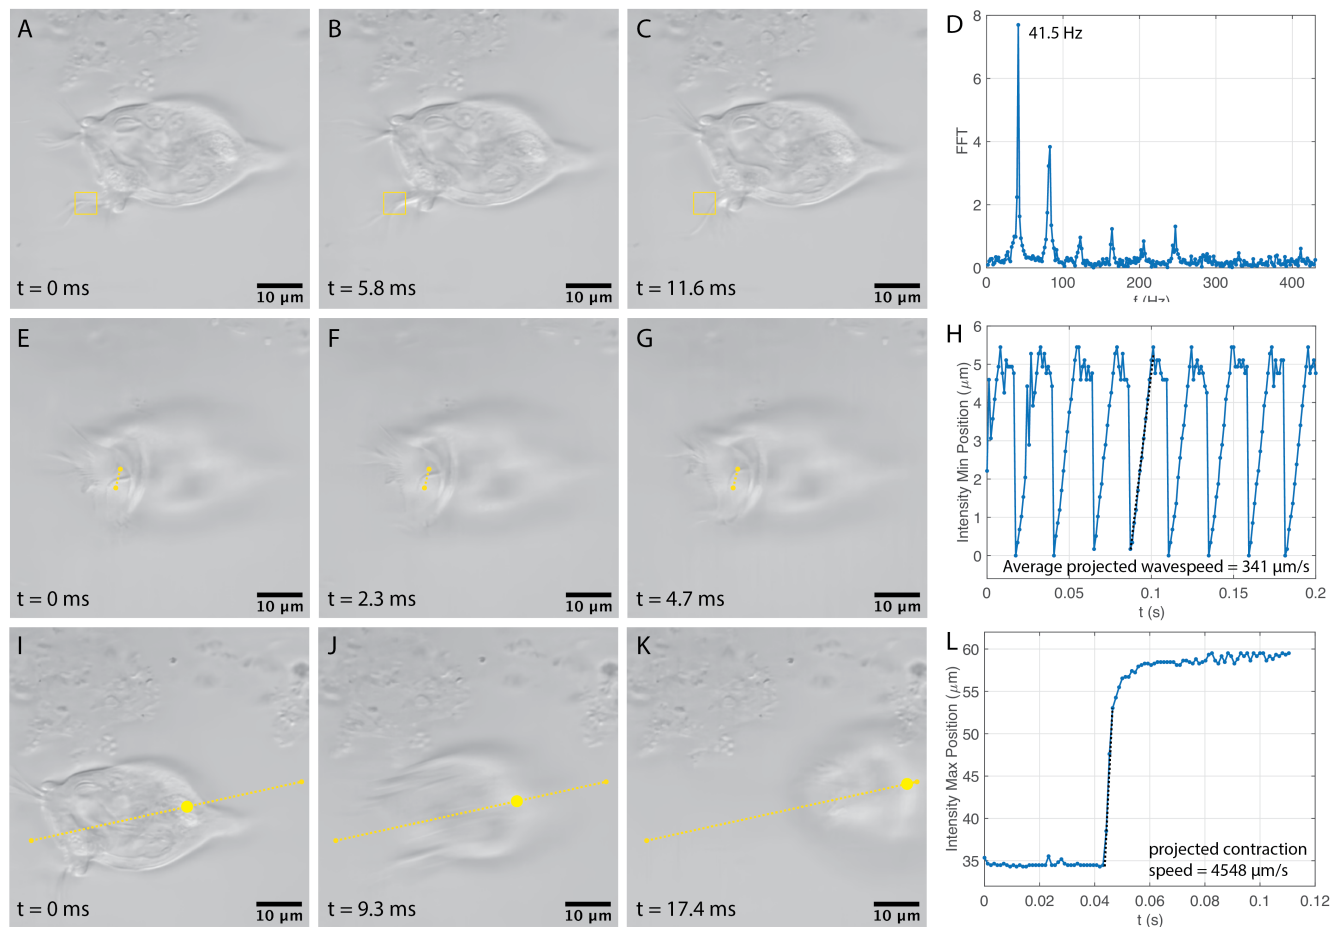 A
t = 0 ms
10 μm
B
t = 5.8 ms
10 μm
C
t = 11.6 ms
10 μm
D
8
6
4
2
0
FFT
41.5 Hz
0 100 200 300 400
f (Hz)
E
t = 0 ms
10 μm
F
t = 2.3 ms
10 μm
G
t = 4.7 ms
10 μm
H
6
5
4
3
2
1
0
Intensity Min Position (μm)
Average projected wavespeed = 341 μm/s
0 0.05 0.1 0.15 0.2
t (s)
I
t = 0 ms
10 μm
J
t = 9.3 ms
10 μm
K
t = 17.4 ms
10 μm
L
60
55
50
45
40
35
Intensity Max Position (μm)
projected contraction
speed = 4548 μm/s
0 0.02 0.04 0.06 0.08 0.1 0.12
t (s)